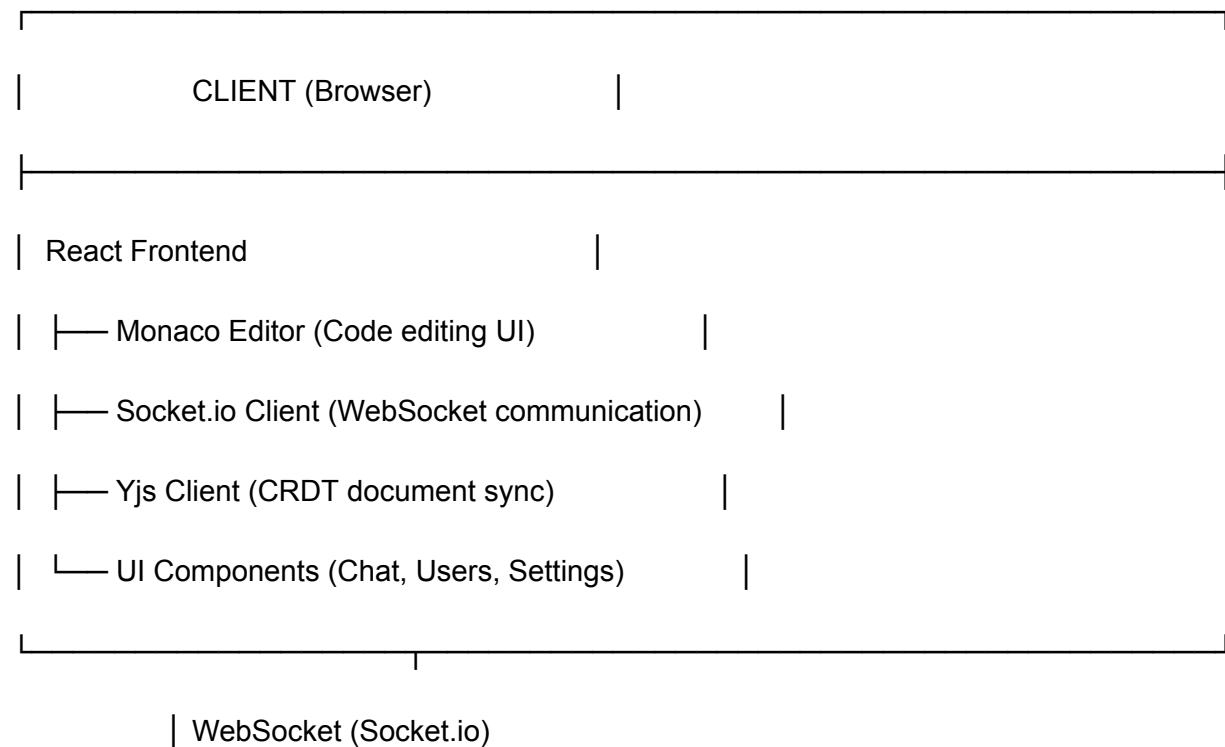 CLIENT (Browser)
React Frontend
├── Monaco Editor (Code editing UI)
├── Socket.io Client (WebSocket communication)
├── Yjs Client (CRDT document sync)
└── UI Components (Chat, Users, Settings)
│ WebSocket (Socket.io)